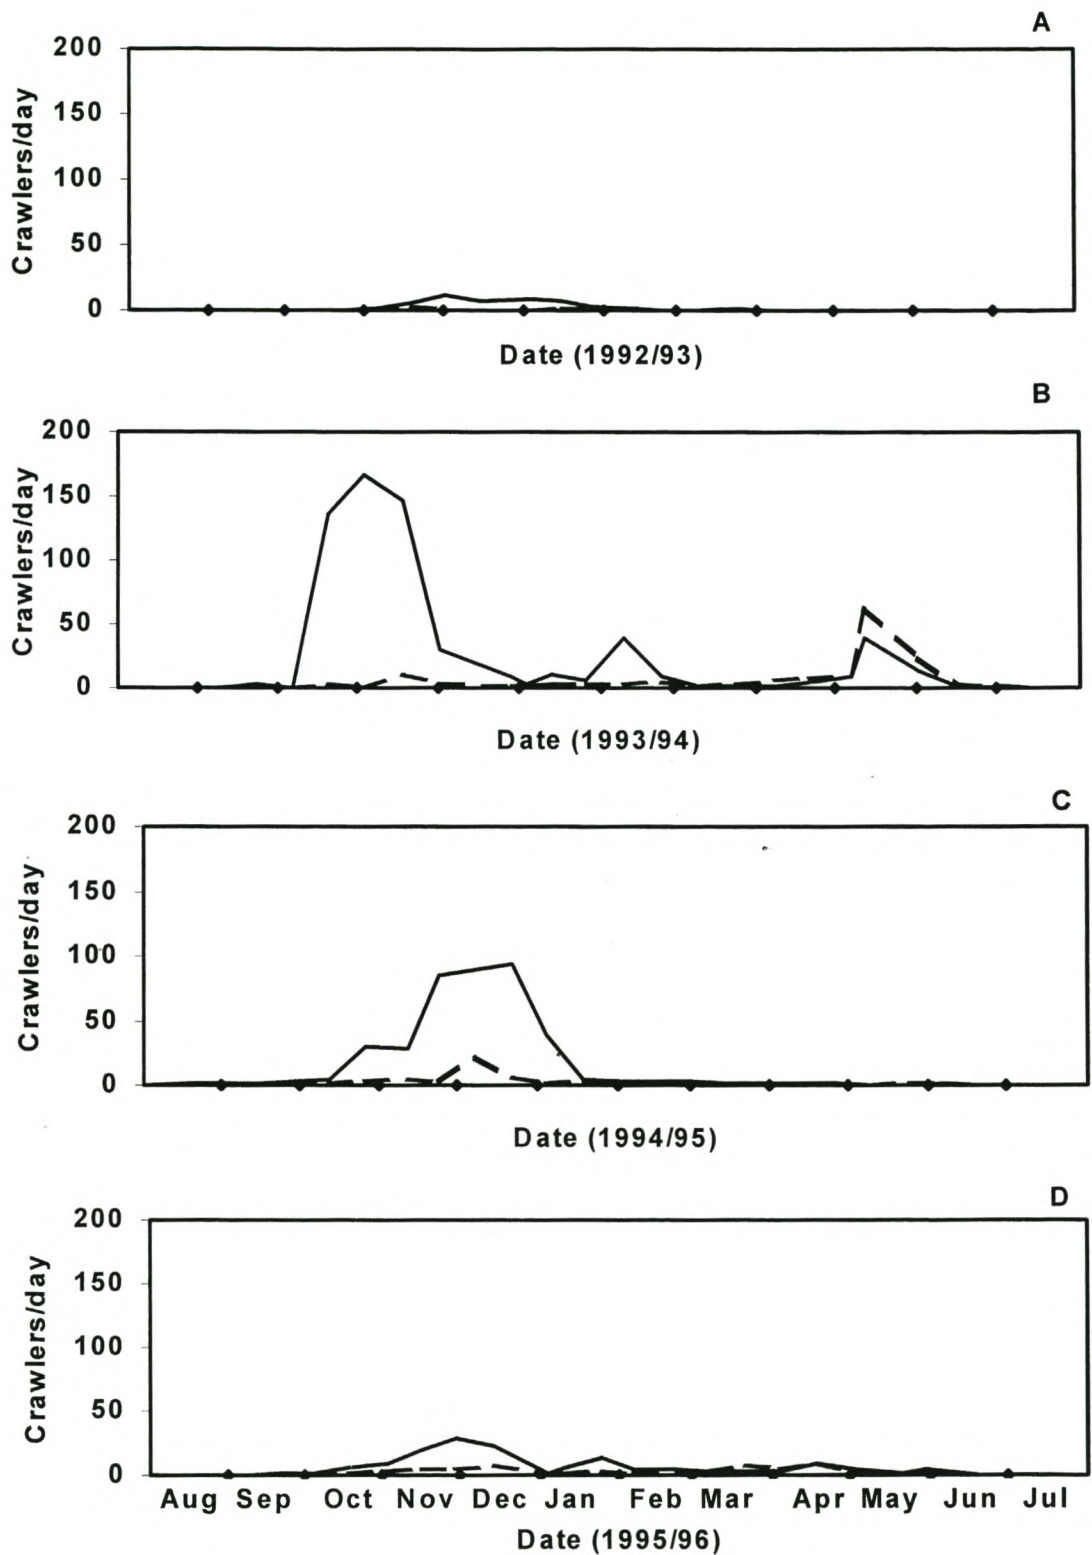 A
200
150
100
50
0
Crawlers/day
Date (1992/93)
B
200
150
100
50
0
Crawlers/day
Date (1993/94)
C
200
150
100
50
0
Crawlers/day
Date (1994/95)
D
200
150
100
50
0
Crawlers/day
Aug Sep Oct Nov Dec Jan Feb Mar Apr May Jun Jul
Date (1995/96)